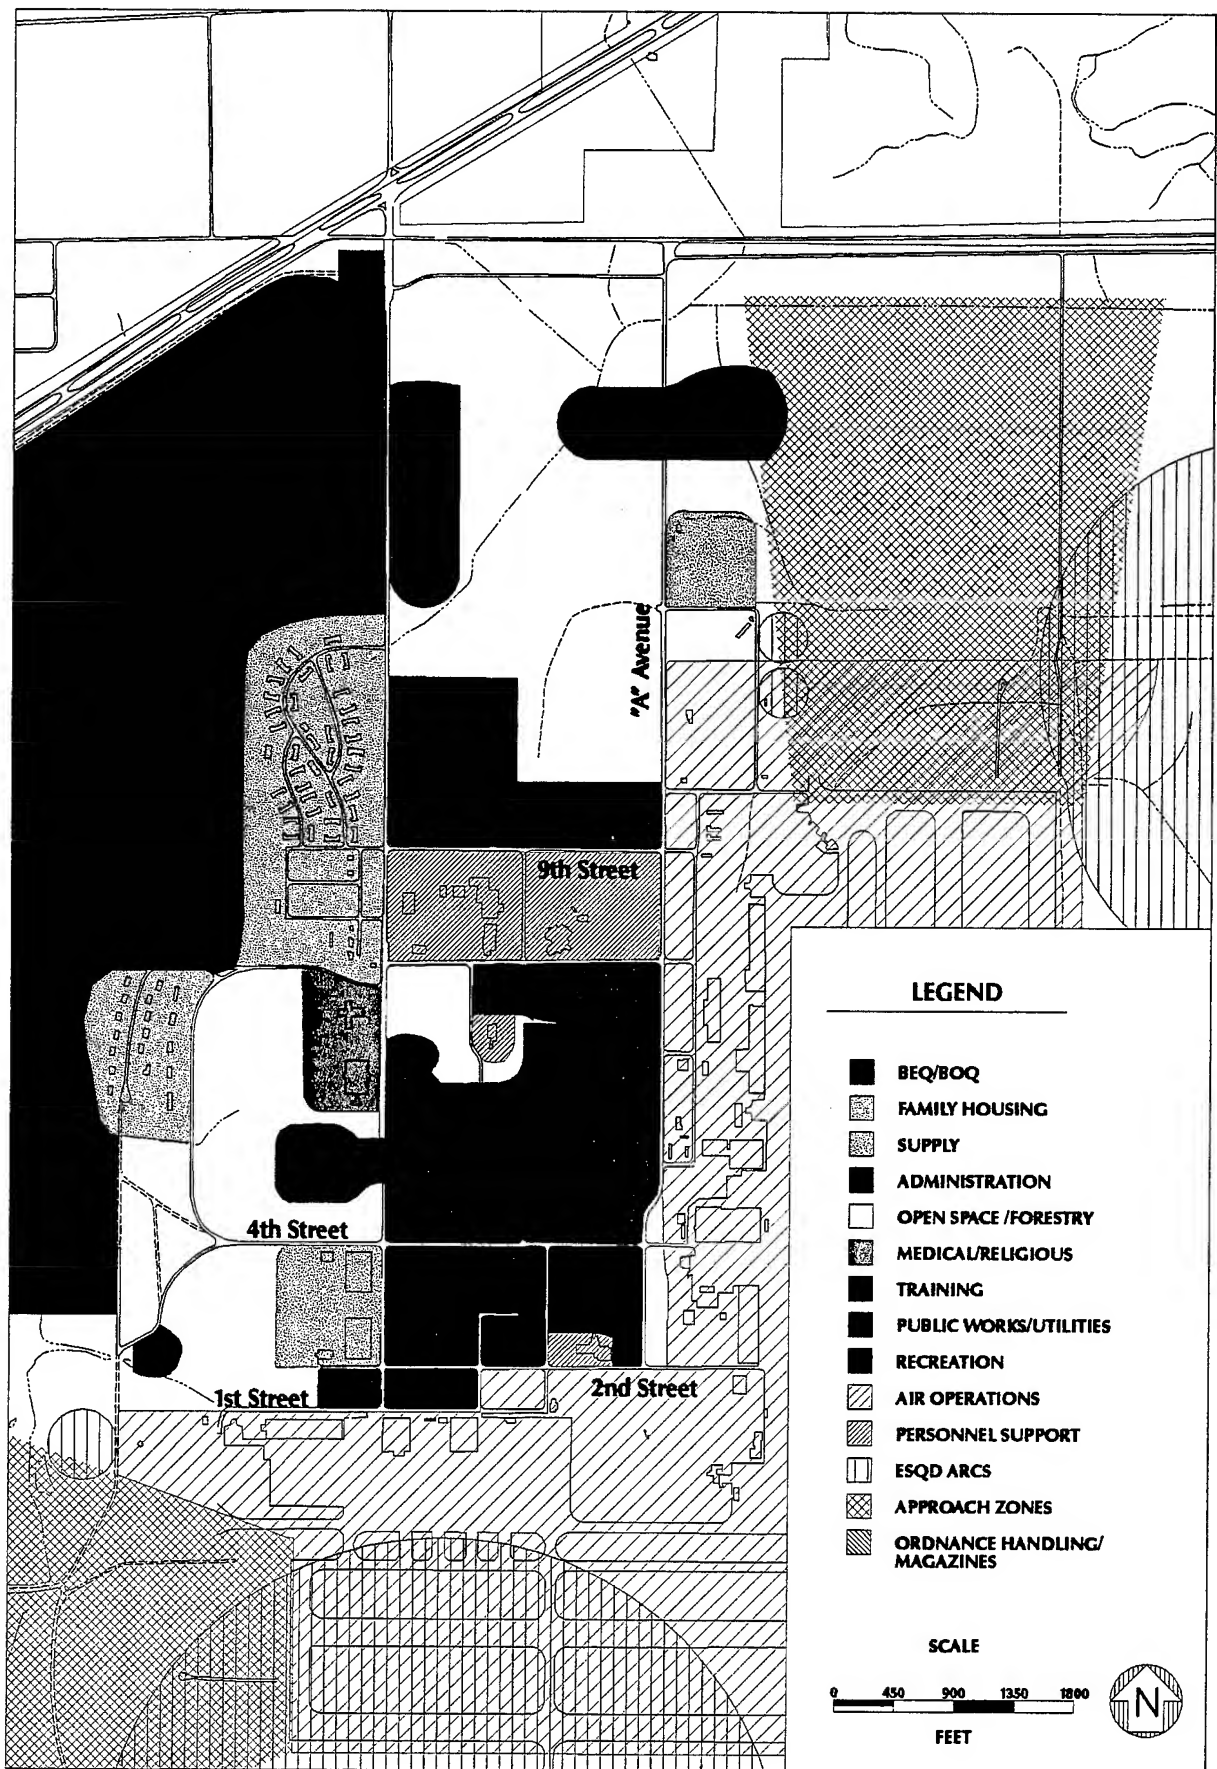 "A" Avenue
9th Street
4th Street
1st Street
2nd Street
LEGEND
BEQ/BOQ
FAMILY HOUSING
SUPPLY
ADMINISTRATION
OPEN SPACE /FORESTRY
MEDICAL/RELIGIOUS
TRAINING
PUBLIC WORKS/UTILITIES
RECREATION
AIR OPERATIONS
PERSONNEL SUPPORT
ESQD ARCS
APPROACH ZONES
ORDNANCE HANDLING/
MAGAZINES
SCALE
0 450 900 1350 1800
FEET
N